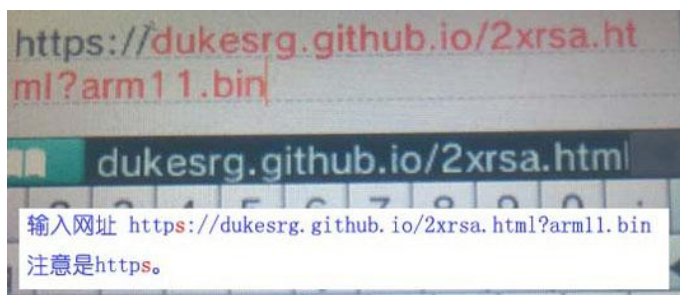 https://dukesrg.github.io/2xrsa.ht
ml?arm11.bin
dukesrg.github.io/2xrsa.html
输入网址 https://dukesrg.github.io/2xrsa.html?arm11.bin
注意是https。